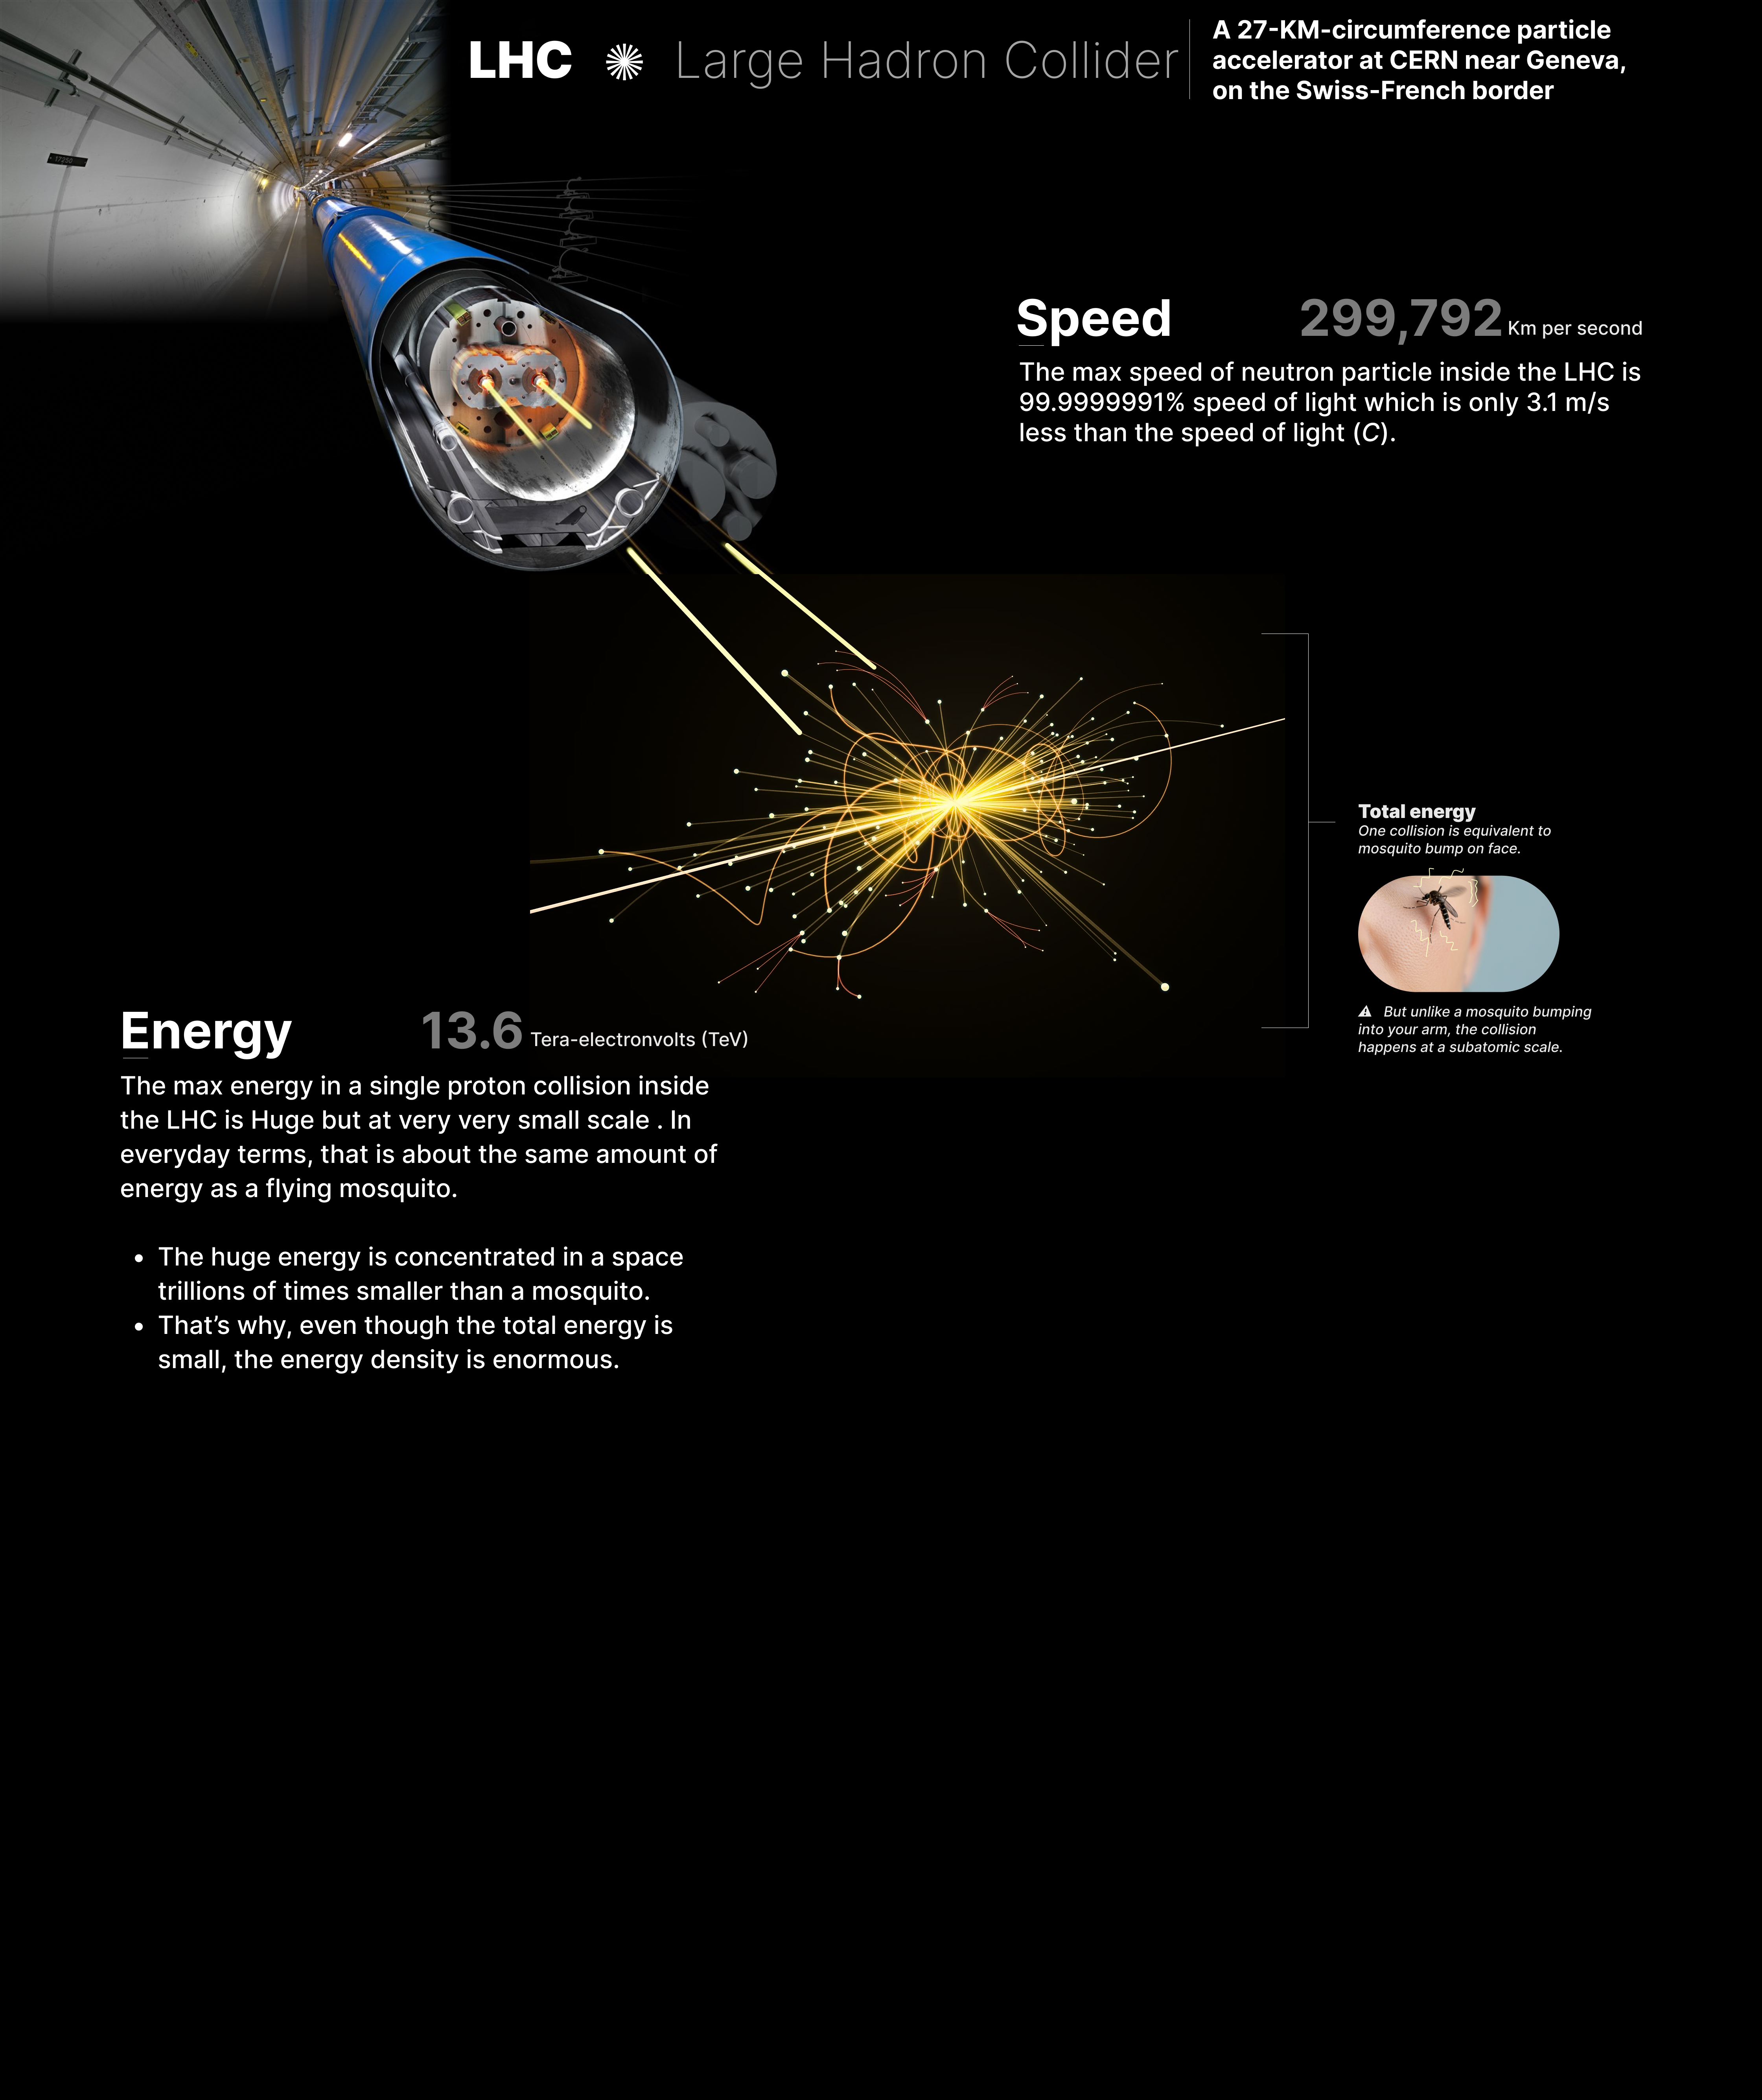 LHC Large Hadron Collider
A 27-KM-circumference particle
accelerator at CERN near Geneva,
on the Swiss-French border
Speed 299,792 Km per second
The max speed of neutron particle inside the LHC is
99.9999991% speed of light which is only 3.1 m/s
less than the speed of light (C).
Total energy
One collision is equivalent to
mosquito bump on face.
But unlike a mosquito bumping
into your arm, the collision
happens at a subatomic scale.
Energy 13.6 Tera-electronvolts (TeV)
The max energy in a single proton collision inside
the LHC is Huge but at very very small scale . In
everyday terms, that is about the same amount of
energy as a flying mosquito.
• The huge energy is concentrated in a space
trillions of times smaller than a mosquito.
• That’s why, even though the total energy is
small, the energy density is enormous.